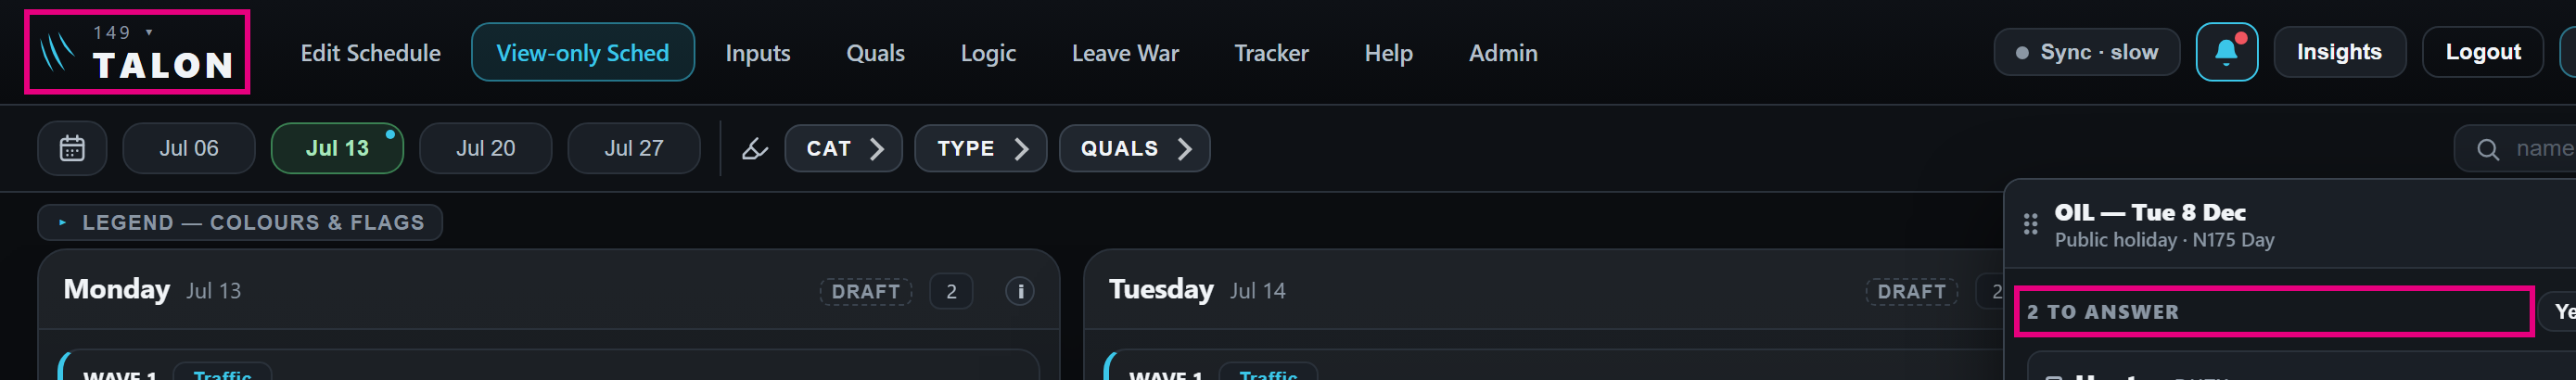 149 ▾
TALON
Edit Schedule
View-only Sched
Inputs
Quals
Logic
Leave War
Tracker
Help
Admin
Sync · slow
Insights
Logout
Jul 06
Jul 13
Jul 20
Jul 27
CAT
TYPE
QUALS
name
LEGEND — COLOURS & FLAGS
OIL — Tue 8 Dec
Public holiday · N175 Day
Monday Jul 13
DRAFT
2
i
Tuesday Jul 14
DRAFT
2
2 TO ANSWER
WAVE 1
Traffic
WAVE 1
Traffic